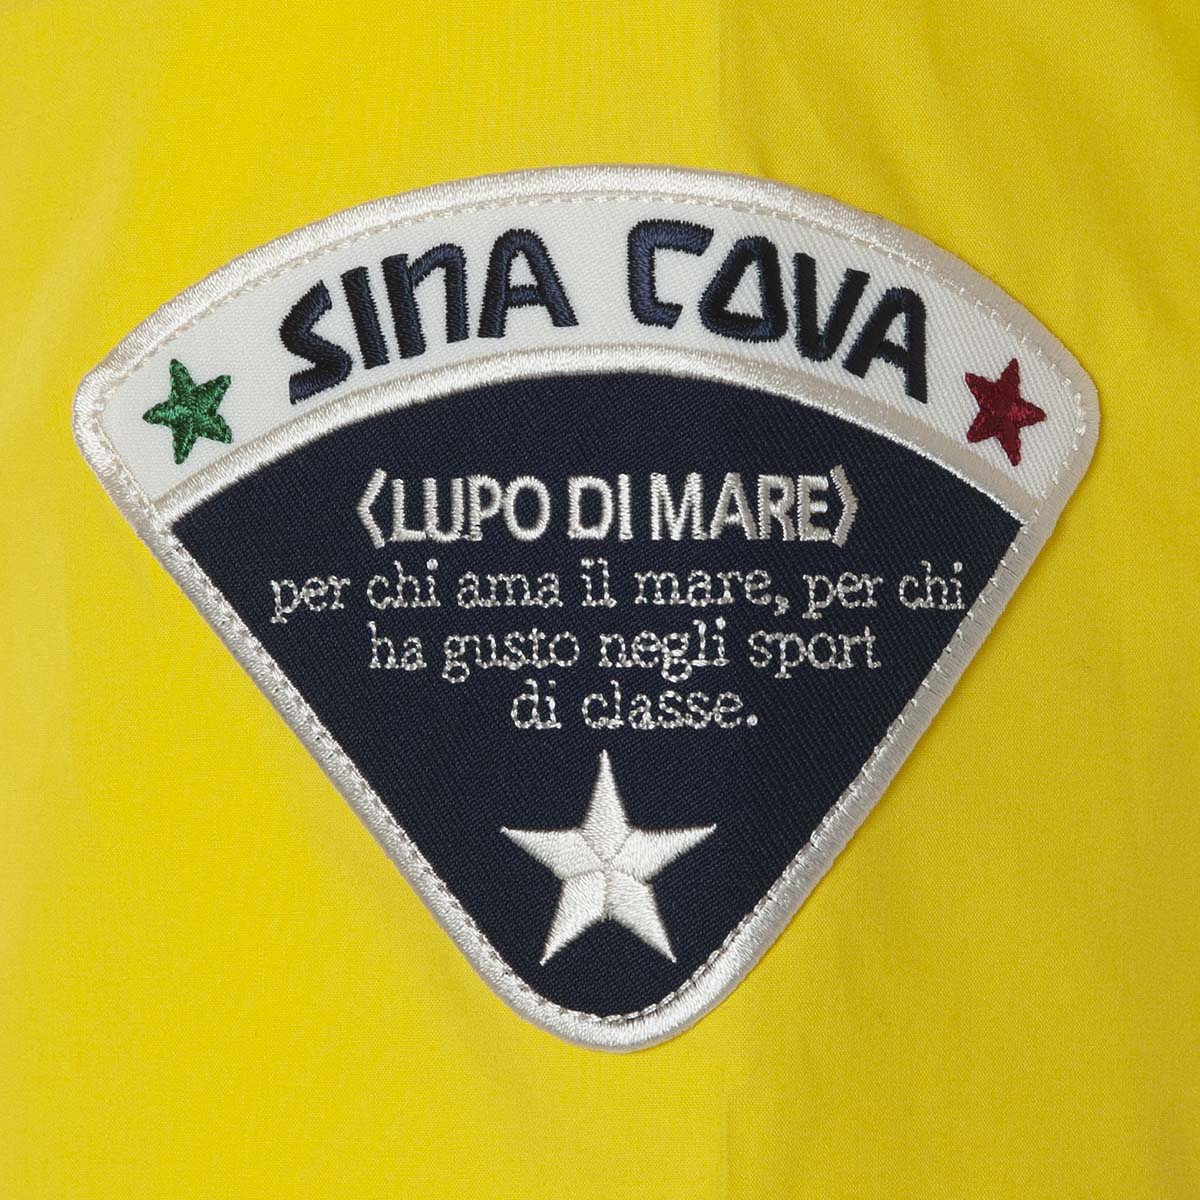 SINA COVA
〈LUPO DI MARE〉
per chi ama il mare, per chi
ha gusto negli sport
di classe.